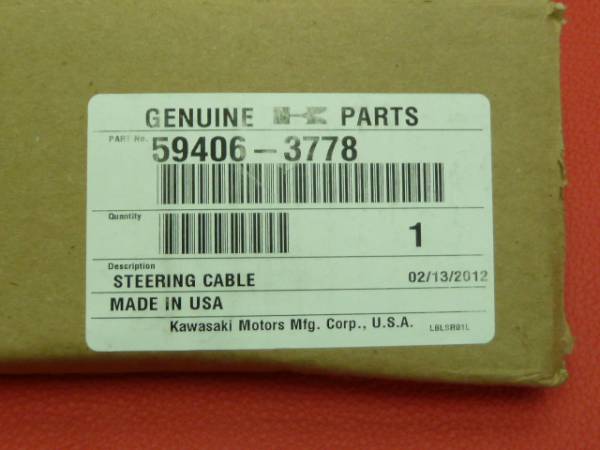 GENUINE PARTS
PART No.
59406-3778
Quantity
1
Description
STEERING CABLE 02/13/2012
MADE IN USA
Kawasaki Motors Mfg. Corp., U.S.A. LBLSR01L